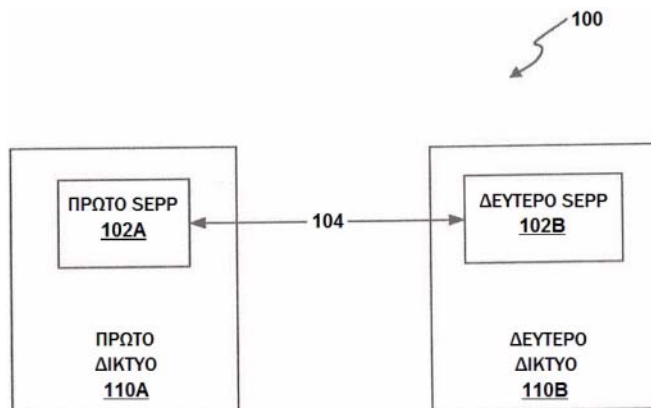 100
ΠΡΩΤΟ SEPP
102A
104
ΔΕΥΤΕΡΟ SEPP
102B
ΠΡΩΤΟ
ΔΙΚΤΥΟ
110A
ΔΕΥΤΕΡΟ
ΔΙΚΤΥΟ
110B